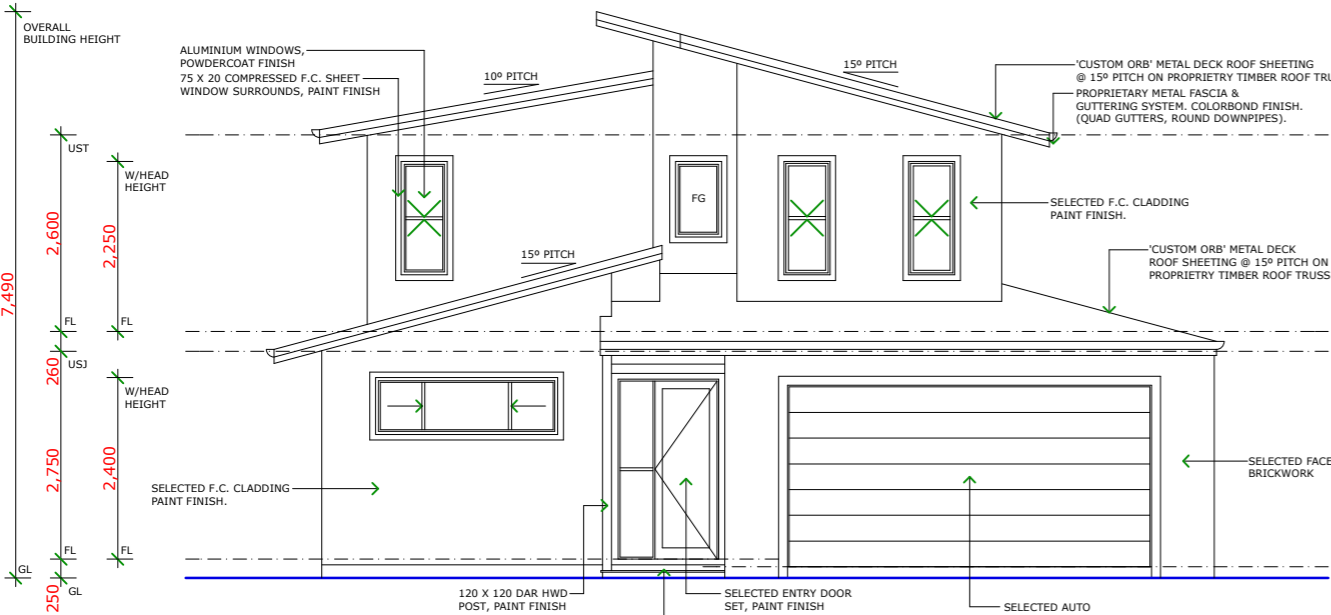 OVERALL
BUILDING HEIGHT
ALUMINIUM WINDOWS,
POWDERCOAT FINISH
75 X 20 COMPRESSED F.C. SHEET
WINDOW SURROUNDS, PAINT FINISH
10º PITCH
15º PITCH
'CUSTOM ORB' METAL DECK ROOF SHEETING
@ 15º PITCH ON PROPRIETRY TIMBER ROOF TRU
PROPRIETARY METAL FASCIA &
GUTTERING SYSTEM. COLORBOND FINISH.
(QUAD GUTTERS, ROUND DOWNPIPES).
UST
W/HEAD
HEIGHT
2,600
2,250
7,490
FG
SELECTED F.C. CLADDING
PAINT FINISH.
15º PITCH
'CUSTOM ORB' METAL DECK
ROOF SHEETING @ 15º PITCH ON
PROPRIETRY TIMBER ROOF TRUSS
FL
FL
260
USJ
W/HEAD
HEIGHT
2,750
2,400
SELECTED F.C. CLADDING
PAINT FINISH.
SELECTED FACE
BRICKWORK
FL
FL
GL
250
GL
120 X 120 DAR HWD
POST, PAINT FINISH
SELECTED ENTRY DOOR
SET, PAINT FINISH
SELECTED AUTO